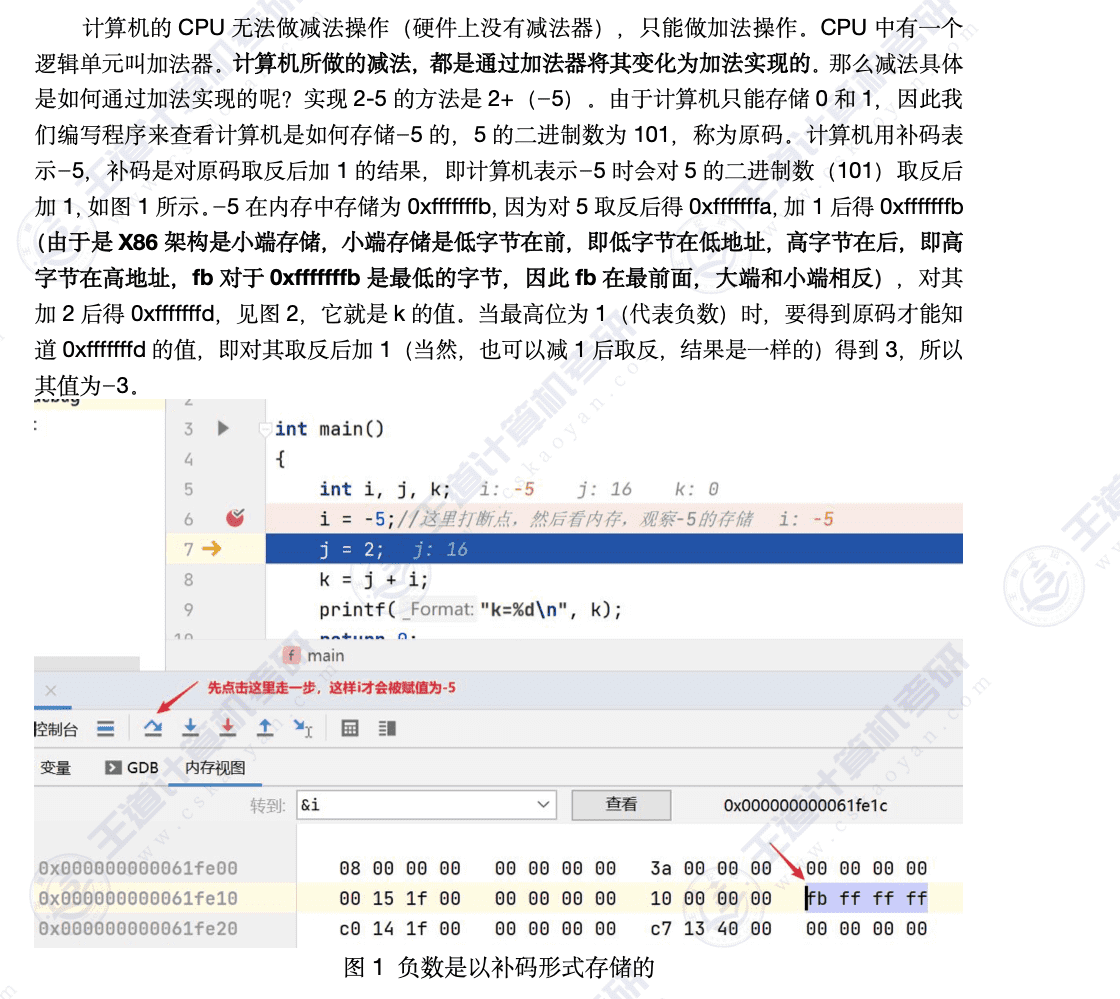 计算机的 CPU 无法做减法操作（硬件上没有减法器），只能做加法操作。CPU 中有一个
逻辑单元叫加法器。计算机所做的减法，都是通过加法器将其变化为加法实现的。那么减法具体
是如何通过加法实现的呢？实现 2-5 的方法是 2+（−5）。由于计算机只能存储 0 和 1，因此我
们编写程序来查看计算机是如何存储−5 的，5 的二进制数为 101，称为原码。计算机用补码表
示−5，补码是对原码取反后加 1 的结果，即计算机表示−5 时会对 5 的二进制数（101）取反后
加 1，如图 1 所示。−5 在内存中存储为 0xfffffffb，因为对 5 取反后得 0xfffffffa，加 1 后得 0xfffffffb
（由于是 X86 架构是小端存储，小端存储是低字节在前，即低字节在低地址，高字节在后，即高
字节在高地址，fb 对于 0xfffffffb 是最低的字节，因此 fb 在最前面，大端和小端相反），对其
加 2 后得 0xfffffffd，见图 2，它就是 k 的值。当最高位为 1（代表负数）时，要得到原码才能知
道 0xfffffffd 的值，即对其取反后加 1（当然，也可以减 1 后取反，结果是一样的）得到 3，所以
其值为−3。
2
3 int main()
4 {
5 int i, j, k; i: -5 j: 16 k: 0
6 i = -5;//这里打断点，然后看内存，观察-5的存储 i: -5
7 j = 2; j: 16
8 k = j + i;
9 printf( _Format: "k=%d\n", k);
10 return 0;
f main
先点击这里走一步，这样i才会被赋值为-5
控制台
变量 GDB 内存视图
转到: &i 查看 0x000000000061fe1c
0x000000000061fe00 08 00 00 00 00 00 00 00 3a 00 00 00 00 00 00 00
0x000000000061fe10 00 15 1f 00 00 00 00 00 10 00 00 00 fb ff ff ff
0x000000000061fe20 c0 14 1f 00 00 00 00 00 c7 13 40 00 00 00 00 00
图 1 负数是以补码形式存储的
王道计算机考研
www.cskaoyan.com